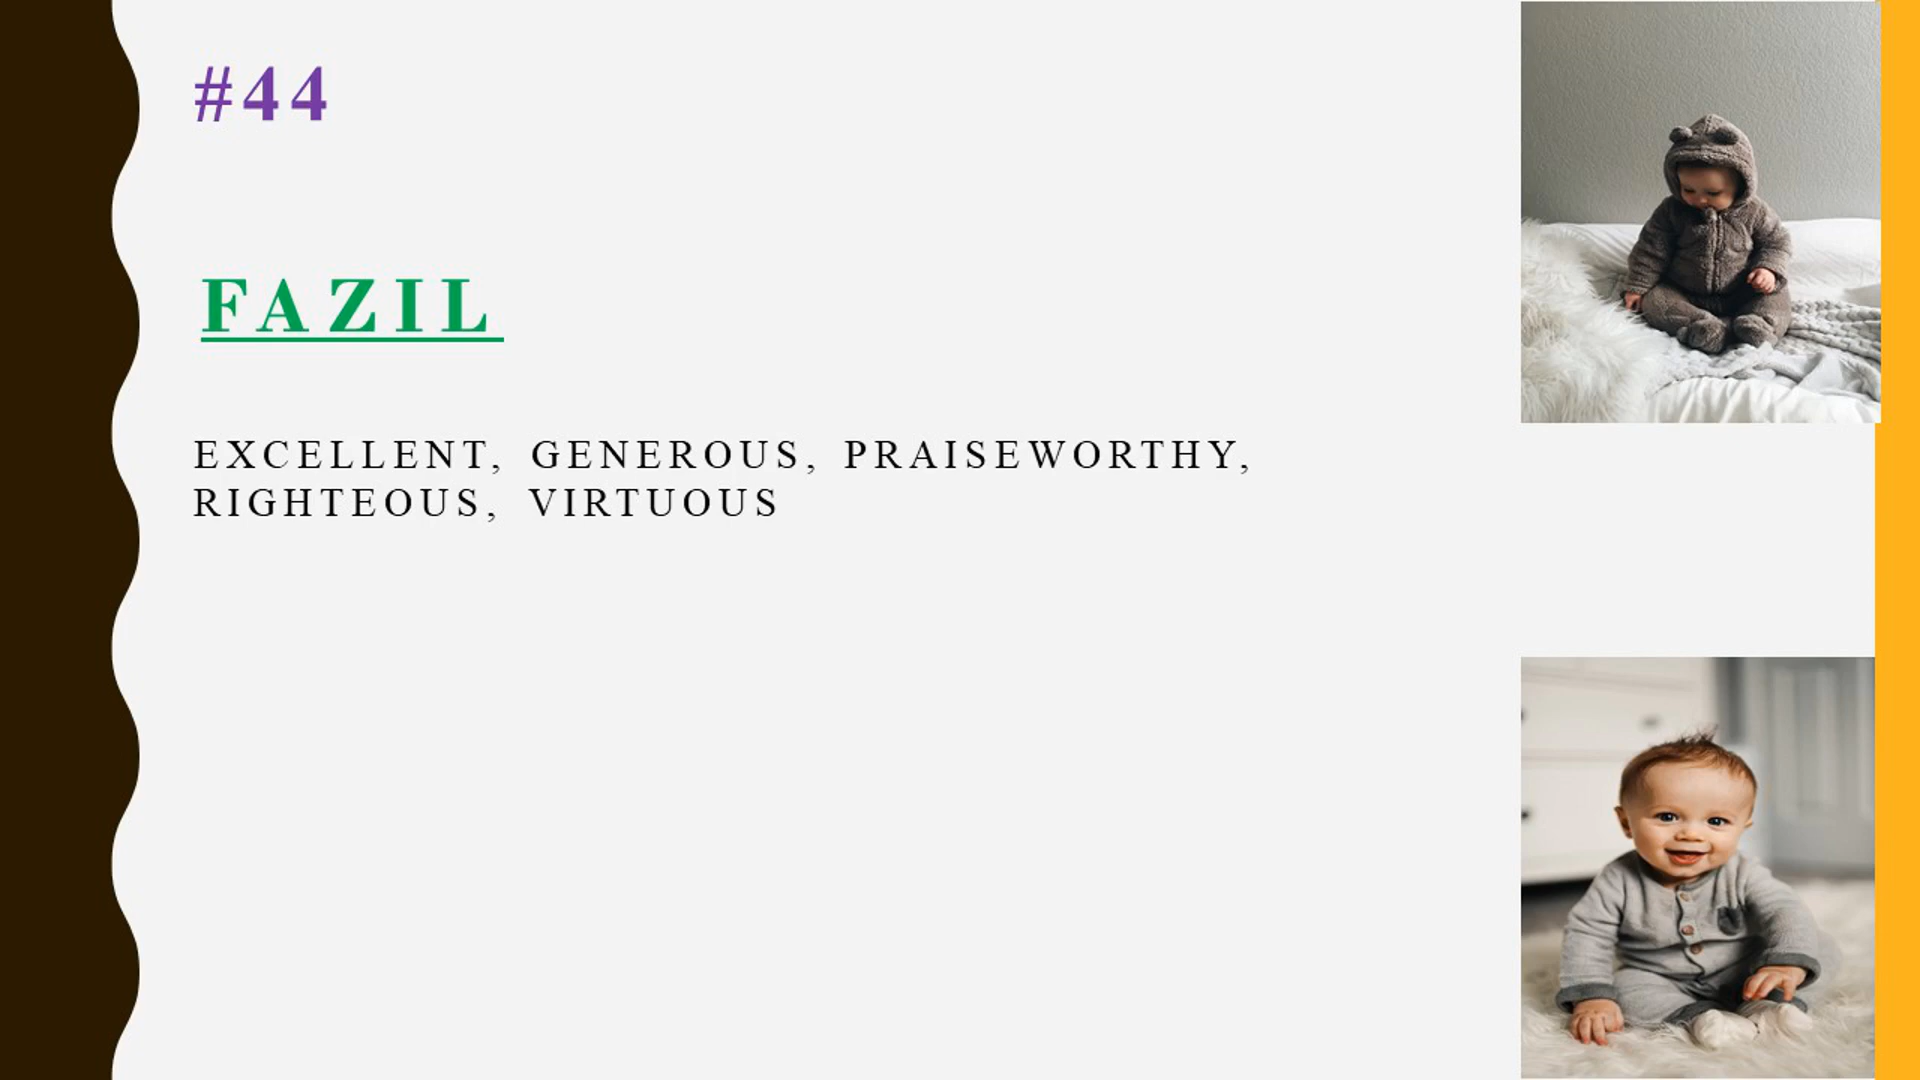 #44
FAZIL
EXCELLENT, GENEROUS, PRAISEWORTHY,
RIGHTEOUS, VIRTUOUS